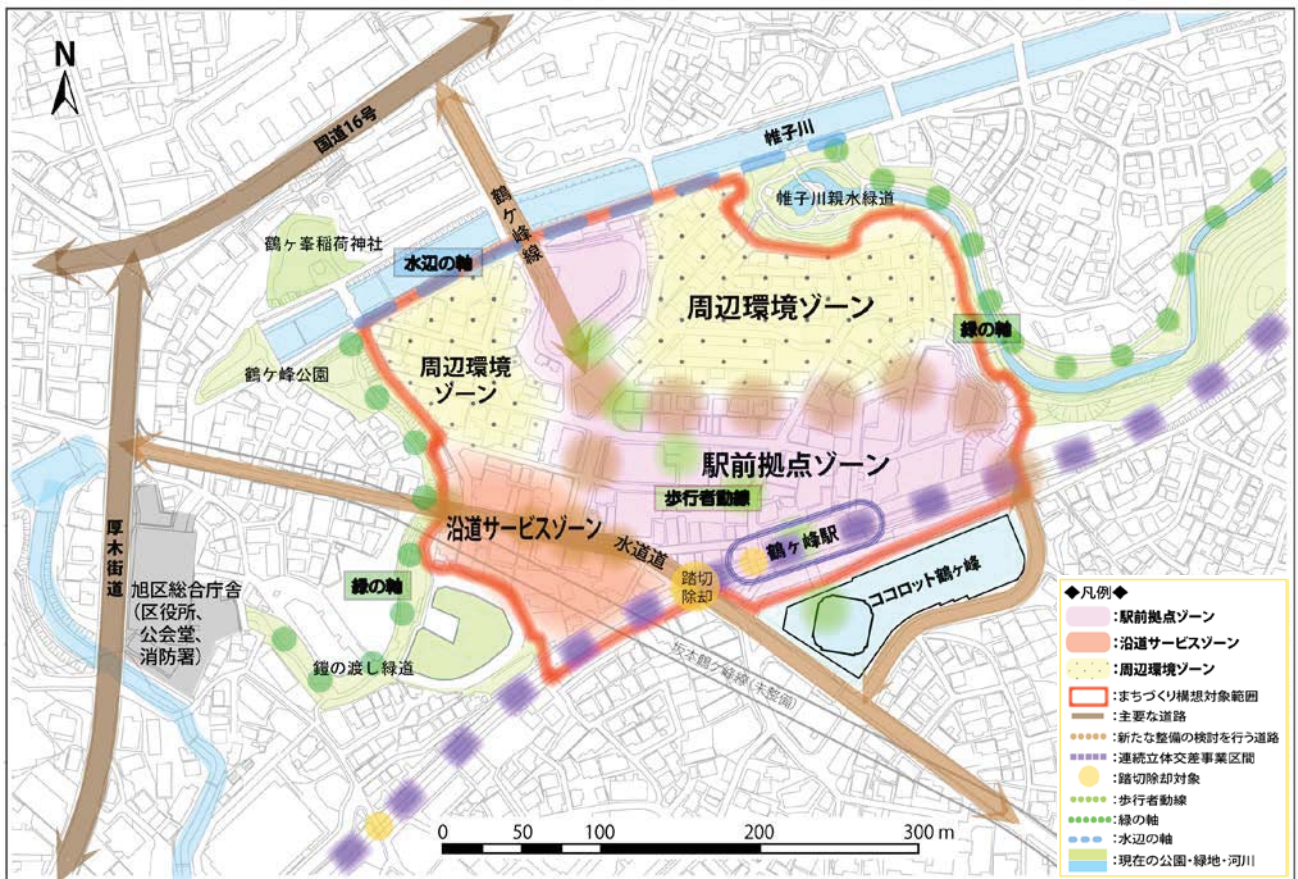 N
国道16号
帷子川
鶴ケ峰線
帷子川親水緑道
鶴ヶ峯稲荷神社
水辺の軸
周辺環境ゾーン
緑の軸
周辺環境
ゾーン
鶴ケ峰公園
駅前拠点ゾーン
歩行者動線
沿道サービスゾーン
水道道
鶴ヶ峰駅
踏切
除却
ココロット鶴ヶ峰
厚木街道
旭区総合庁舎
(区役所、
公会堂、
消防署)
緑の軸
鎧の渡し緑道
坂本鶴ケ峰線(未整備)
0 50 100 200 300 m
◆凡例◆
:駅前拠点ゾーン
:沿道サービスゾーン
:周辺環境ゾーン
:まちづくり構想対象範囲
:主要な道路
:新たな整備の検討を行う道路
:連続立体交差事業区間
:踏切除却対象
:歩行者動線
:緑の軸
:水辺の軸
:現在の公園・緑地・河川